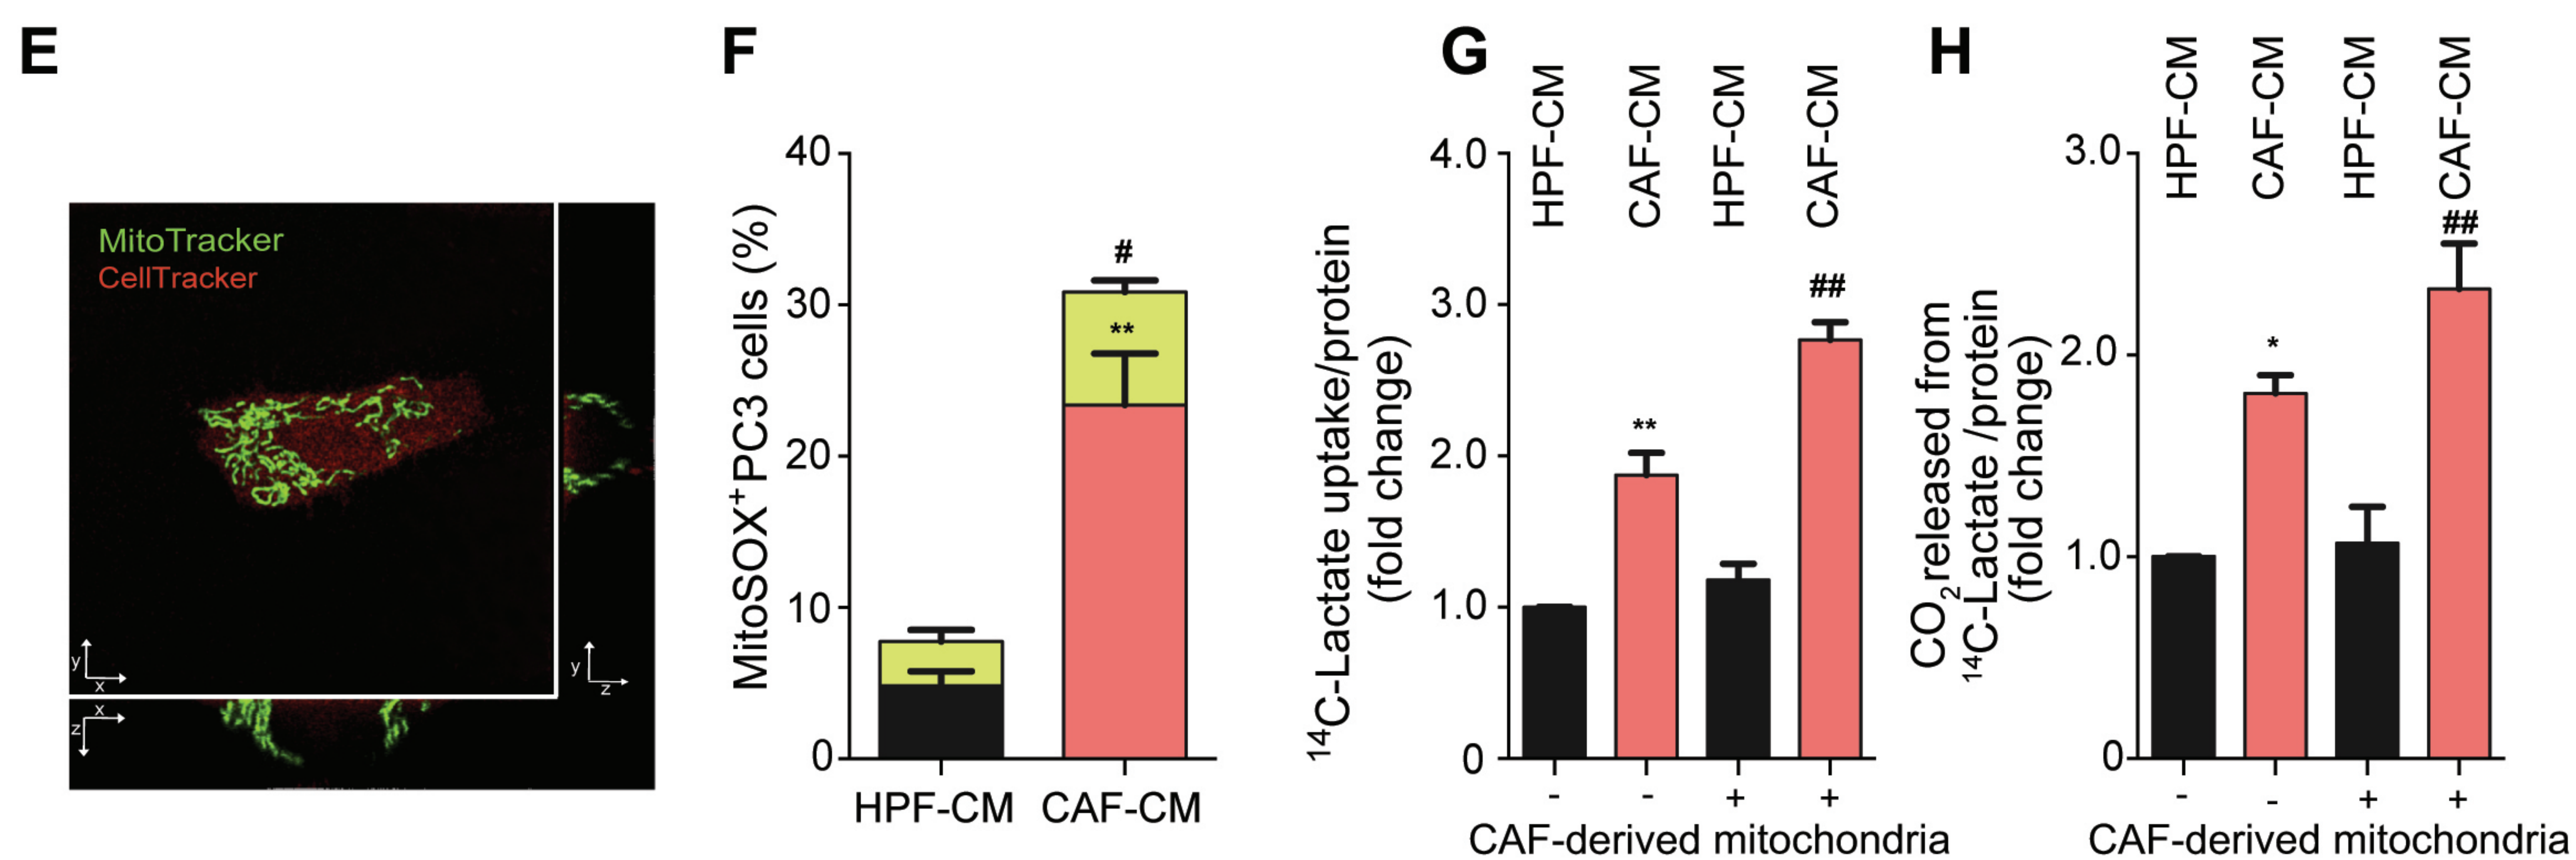 E
MitoTracker
CellTracker
y
x
y
z
x
z
F
MitoSOX⁺PC3 cells (%)
40
30
20
10
0
#
**
HPF-CM CAF-CM
G
HPF-CM
CAF-CM
HPF-CM
CAF-CM
¹⁴C-Lactate uptake/protein
(fold change)
4.0
3.0
2.0
1.0
0
**
##
- - + +
CAF-derived mitochondria
H
HPF-CM
CAF-CM
HPF-CM
CAF-CM
CO₂released from
¹⁴C-Lactate /protein
(fold change)
3.0
2.0
1.0
0
*
##
- - + +
CAF-derived mitochondria